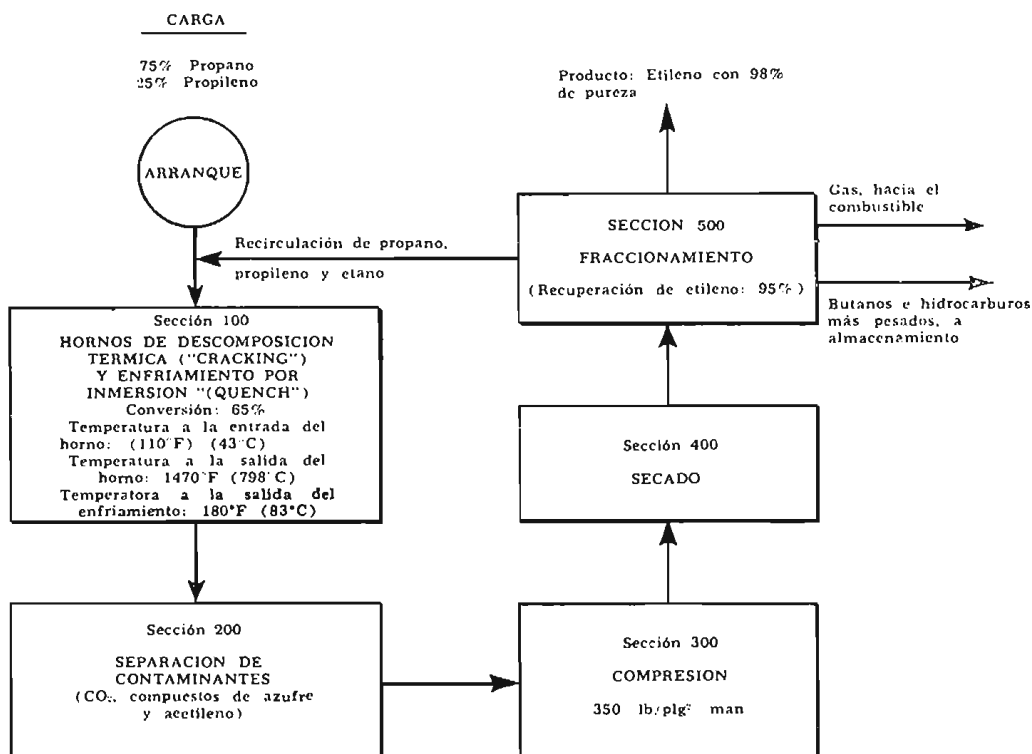 CARGA
75% Propano
25% Propileno
ARRANQUE
Producto: Etileno con 98%
de pureza
Gas, hacia el
combustible
SECCION 500
FRACCIONAMIENTO
(Recuperación de etileno: 95%)
Butanos e hidrocarburos
más pesados, a
almacenamiento
Recirculación de propano,
propileno y etano
Sección 100
HORNOS DE DESCOMPOSICION
TERMICA ("CRACKING")
Y ENFRIAMIENTO POR
INMERSION "(QUENCH")
Conversión: 65%
Temperatura a la entrada del
horno: (110°F) (43°C)
Temperatura a la salida del
horno: 1470°F (798°C)
Temperatora a la salida del
enfriamiento: 180°F (83°C)
Sección 400
SECADO
Sección 200
SEPARACION DE
CONTAMINANTES
(CO₂, compuestos de azufre
y acetileno)
Sección 300
COMPRESION
350 lb/plg² man